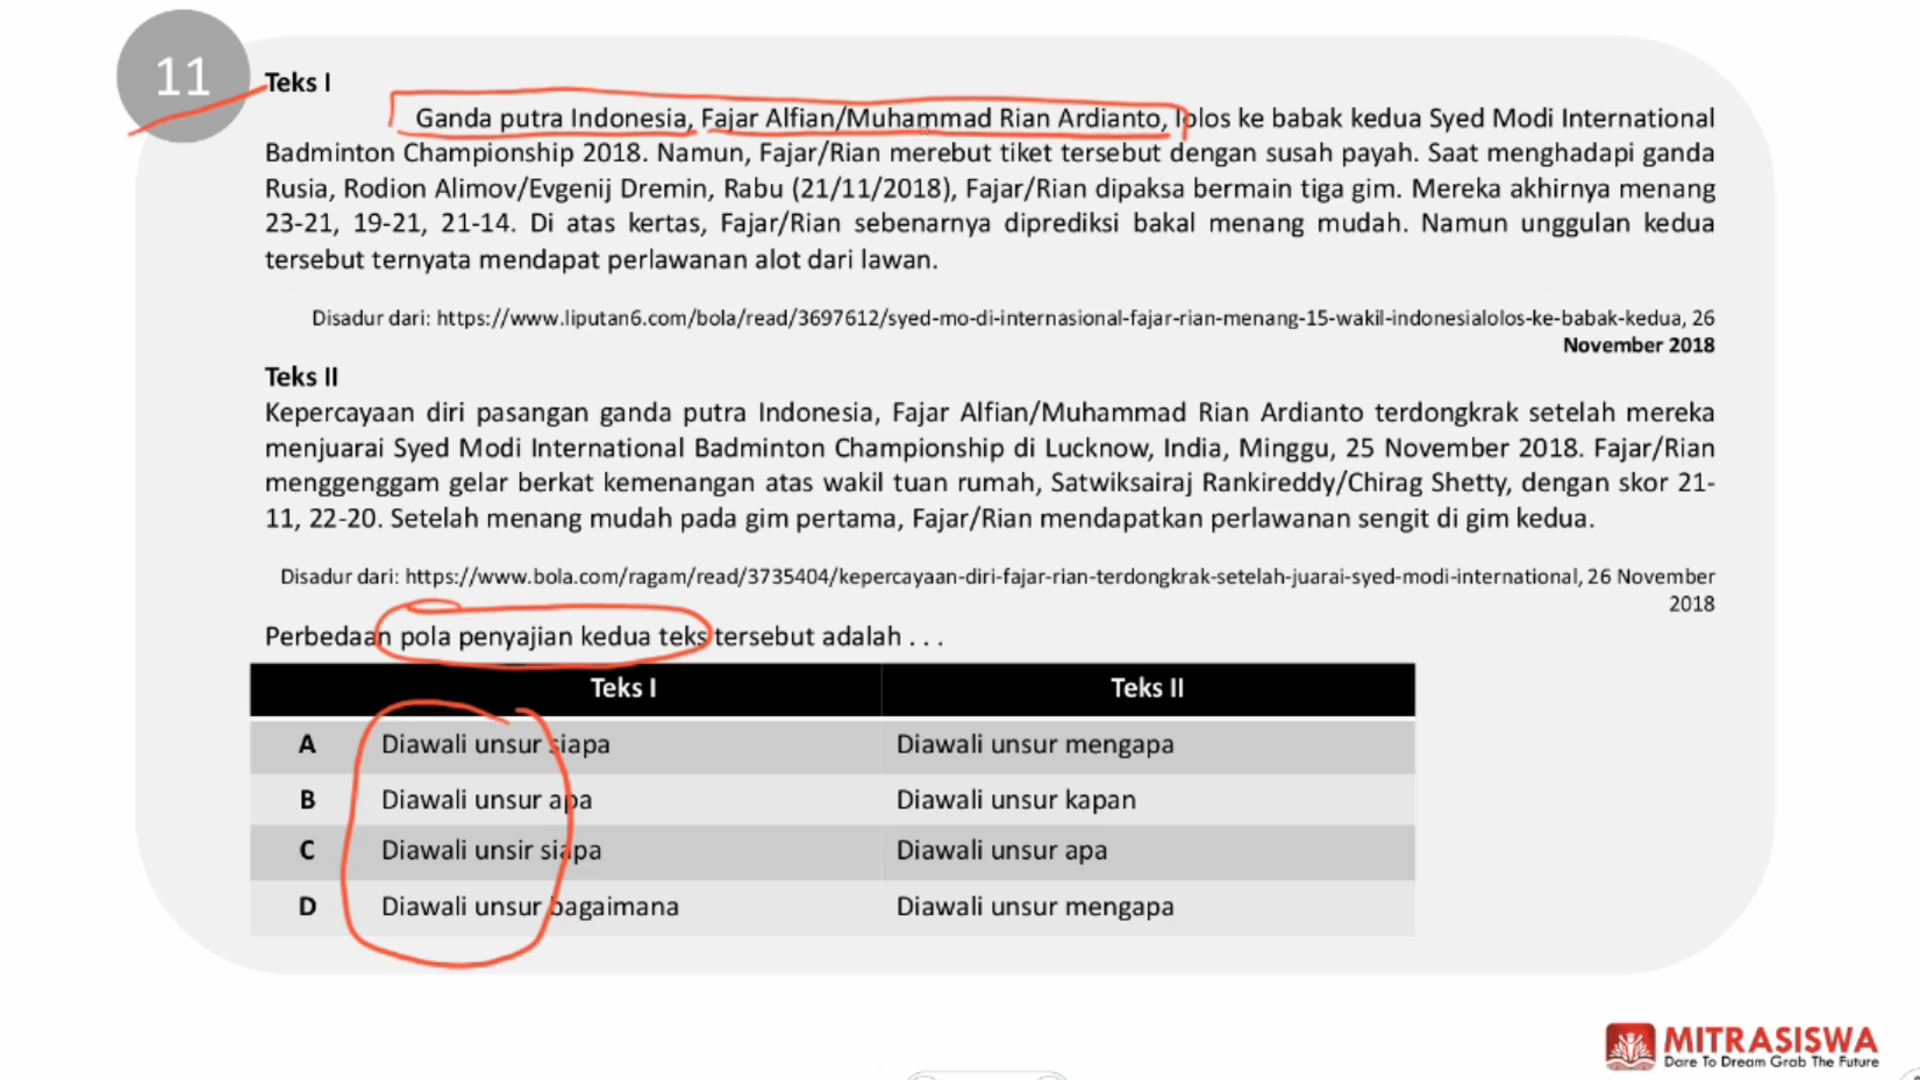 11
Teks I
Ganda putra Indonesia, Fajar Alfian/Muhammad Rian Ardianto, lolos ke babak kedua Syed Modi International
Badminton Championship 2018. Namun, Fajar/Rian merebut tiket tersebut dengan susah payah. Saat menghadapi ganda
Rusia, Rodion Alimov/Evgenij Dremin, Rabu (21/11/2018), Fajar/Rian dipaksa bermain tiga gim. Mereka akhirnya menang
23-21, 19-21, 21-14. Di atas kertas, Fajar/Rian sebenarnya diprediksi bakal menang mudah. Namun unggulan kedua
tersebut ternyata mendapat perlawanan alot dari lawan.
Disadur dari: https://www.liputan6.com/bola/read/3697612/syed-mo-di-internasional-fajar-rian-menang-15-wakil-indonesialolos-ke-babak-kedua, 26
November 2018
Teks II
Kepercayaan diri pasangan ganda putra Indonesia, Fajar Alfian/Muhammad Rian Ardianto terdongkrak setelah mereka
menjuarai Syed Modi International Badminton Championship di Lucknow, India, Minggu, 25 November 2018. Fajar/Rian
menggenggam gelar berkat kemenangan atas wakil tuan rumah, Satwiksairaj Rankireddy/Chirag Shetty, dengan skor 21-
11, 22-20. Setelah menang mudah pada gim pertama, Fajar/Rian mendapatkan perlawanan sengit di gim kedua.
Disadur dari: https://www.bola.com/ragam/read/3735404/kepercayaan-diri-fajar-rian-terdongkrak-setelah-juarai-syed-modi-international, 26 November
2018
Perbedaan pola penyajian kedua teks tersebut adalah . . .
Teks I Teks II
A Diawali unsur siapa Diawali unsur mengapa
B Diawali unsur apa Diawali unsur kapan
C Diawali unsir siapa Diawali unsur apa
D Diawali unsur bagaimana Diawali unsur mengapa
MITRASISWA
Dare To Dream Grab The Future